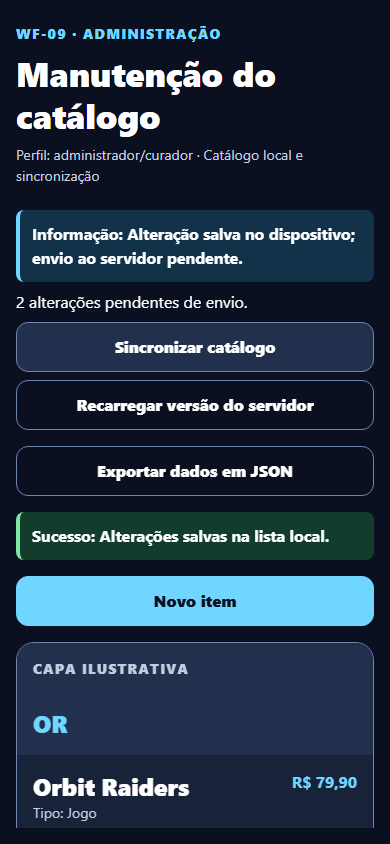 WF-09 · ADMINISTRAÇÃO
Manutenção do
catálogo
Perfil: administrador/curador · Catálogo local e
sincronização
Informação: Alteração salva no dispositivo;
envio ao servidor pendente.
2 alterações pendentes de envio.
Sincronizar catálogo
Recarregar versão do servidor
Exportar dados em JSON
Sucesso: Alterações salvas na lista local.
Novo item
CAPA ILUSTRATIVA
OR
Orbit Raiders
R$ 79,90
Tipo: Jogo